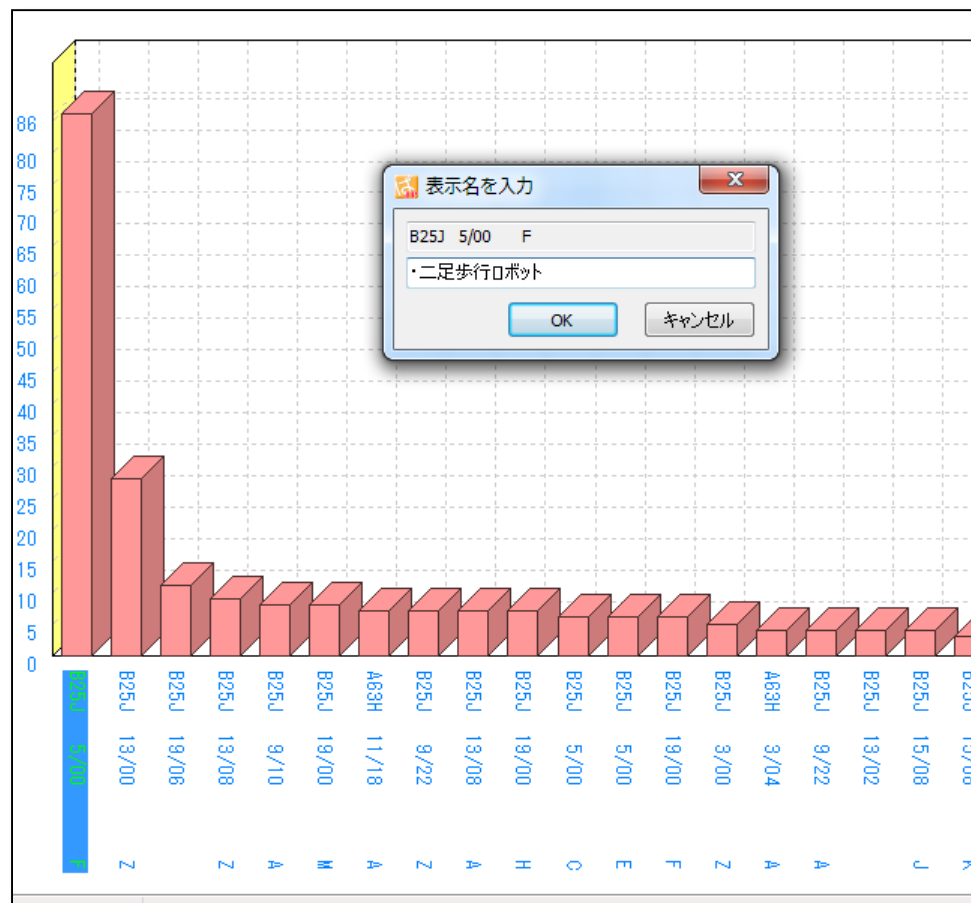 表示名を入力
B25J 5/00 F
・二足歩行ロボット
OK
キャンセル
86
80
75
70
65
60
55
50
45
40
35
30
25
20
15
10
5
0
B25J 5/00 F
B25J 13/00 Z
B25J 19/06
B25J 13/08 Z
B25J 9/10 A
B25J 19/00 M
A63H 11/18 A
B25J 9/22 Z
B25J 13/08 A
B25J 19/00 H
B25J 5/00 C
B25J 5/00 E
B25J 19/00 F
B25J 3/00 Z
A63H 3/04 A
B25J 9/22 A
B25J 13/02
B25J 15/08 J